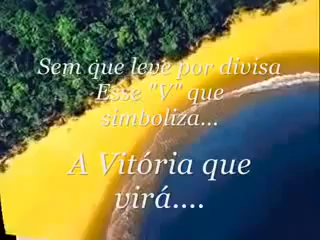 Sem que leve por divisa
Esse "V" que
simboliza...
A Vitória que
virá....